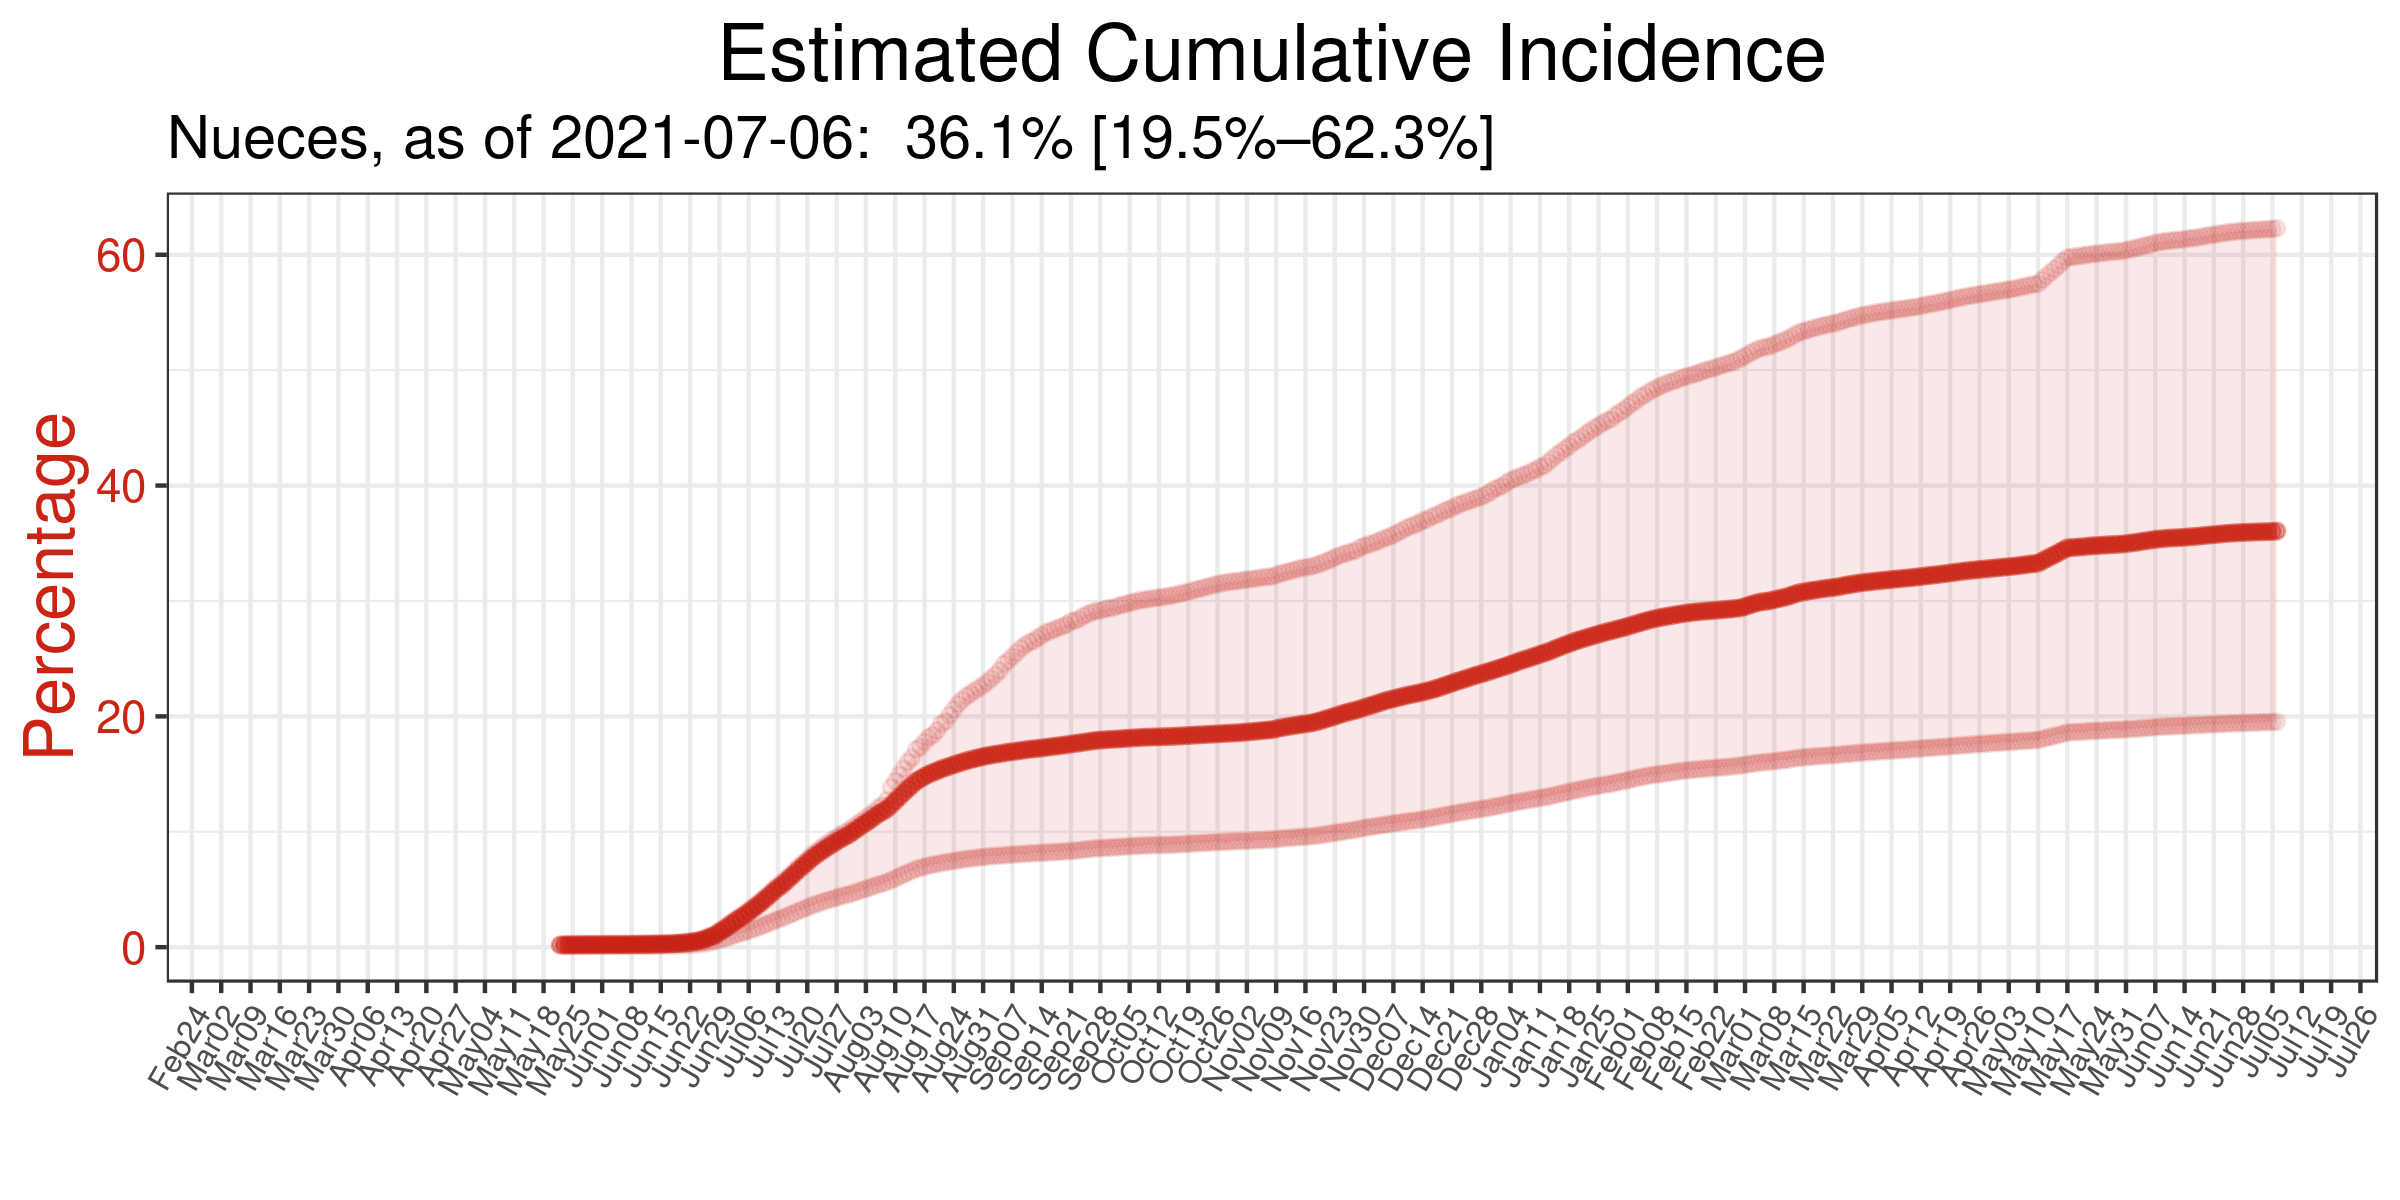 Estimated Cumulative Incidence
Nueces, as of 2021-07-06:  36.1% [19.5%–62.3%]
Percentage
60
40
20
0
Feb24
Mar02
Mar09
Mar16
Mar23
Mar30
Apr06
Apr13
Apr20
Apr27
May04
May11
May18
May25
Jun01
Jun08
Jun15
Jun22
Jun29
Jul06
Jul13
Jul20
Jul27
Aug03
Aug10
Aug17
Aug24
Aug31
Sep07
Sep14
Sep21
Sep28
Oct05
Oct12
Oct19
Oct26
Nov02
Nov09
Nov16
Nov23
Nov30
Dec07
Dec14
Dec21
Dec28
Jan04
Jan11
Jan18
Jan25
Feb01
Feb08
Feb15
Feb22
Mar01
Mar08
Mar15
Mar22
Mar29
Apr05
Apr12
Apr19
Apr26
May03
May10
May17
May24
May31
Jun07
Jun14
Jun21
Jun28
Jul05
Jul12
Jul19
Jul26